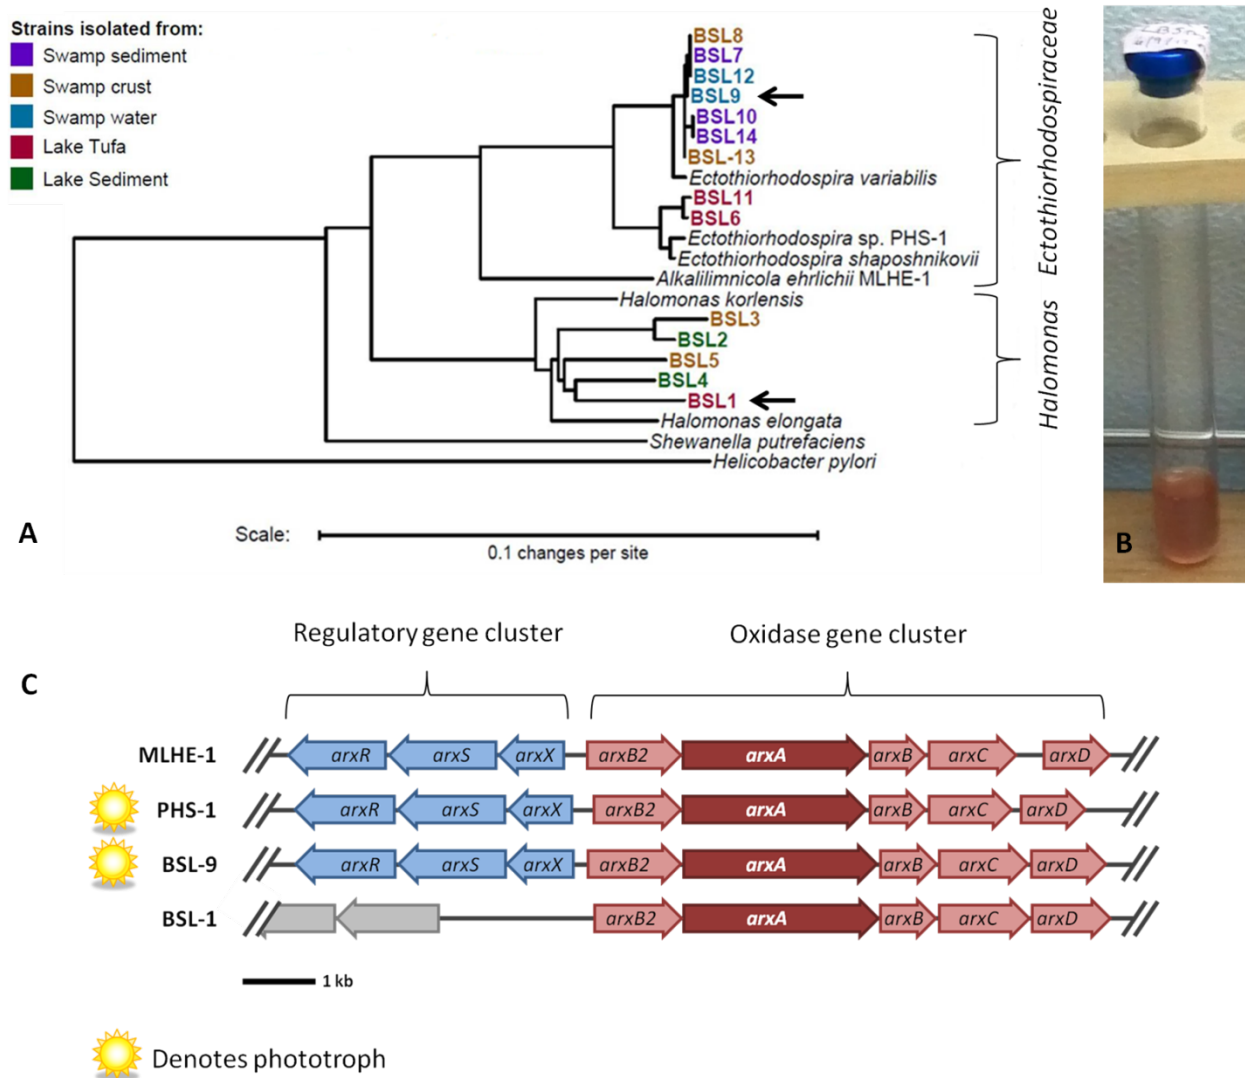 Strains isolated from:
Swamp sediment
Swamp crust
Swamp water
Lake Tufa
Lake Sediment
BSL8
BSL7
BSL12
BSL9
BSL10
BSL14
BSL-13
Ectothiorhodospira variabilis
BSL11
BSL6
Ectothiorhodospira sp. PHS-1
Ectothiorhodospira shaposhnikovii
Alkalilimnicola ehrlichii MLHE-1
Halomonas korlensis
BSL3
BSL2
BSL5
BSL4
BSL1
Halomonas elongata
Shewanella putrefaciens
Helicobacter pylori
Ectothiorhodospiraceae
Halomonas
A
Scale:
0.1 changes per site
B
Regulatory gene cluster
Oxidase gene cluster
C
MLHE-1 arxR arxS arxX arxB2 arxA arxB arxC arxD
PHS-1 arxR arxS arxX arxB2 arxA arxB arxC arxD
BSL-9 arxR arxS arxX arxB2 arxA arxB arxC arxD
BSL-1 arxB2 arxA arxB arxC arxD
1 kb
Denotes phototroph